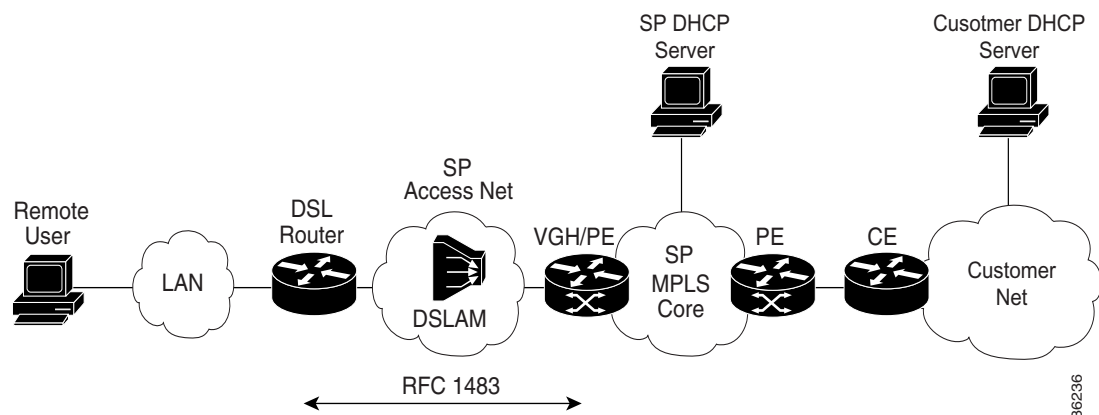 SP DHCP
Server
Cusotmer DHCP
Server
Remote
User
LAN
DSL
Router
SP
Access Net
DSLAM
VGH/PE
SP
MPLS
Core
PE
CE
Customer
Net
RFC 1483